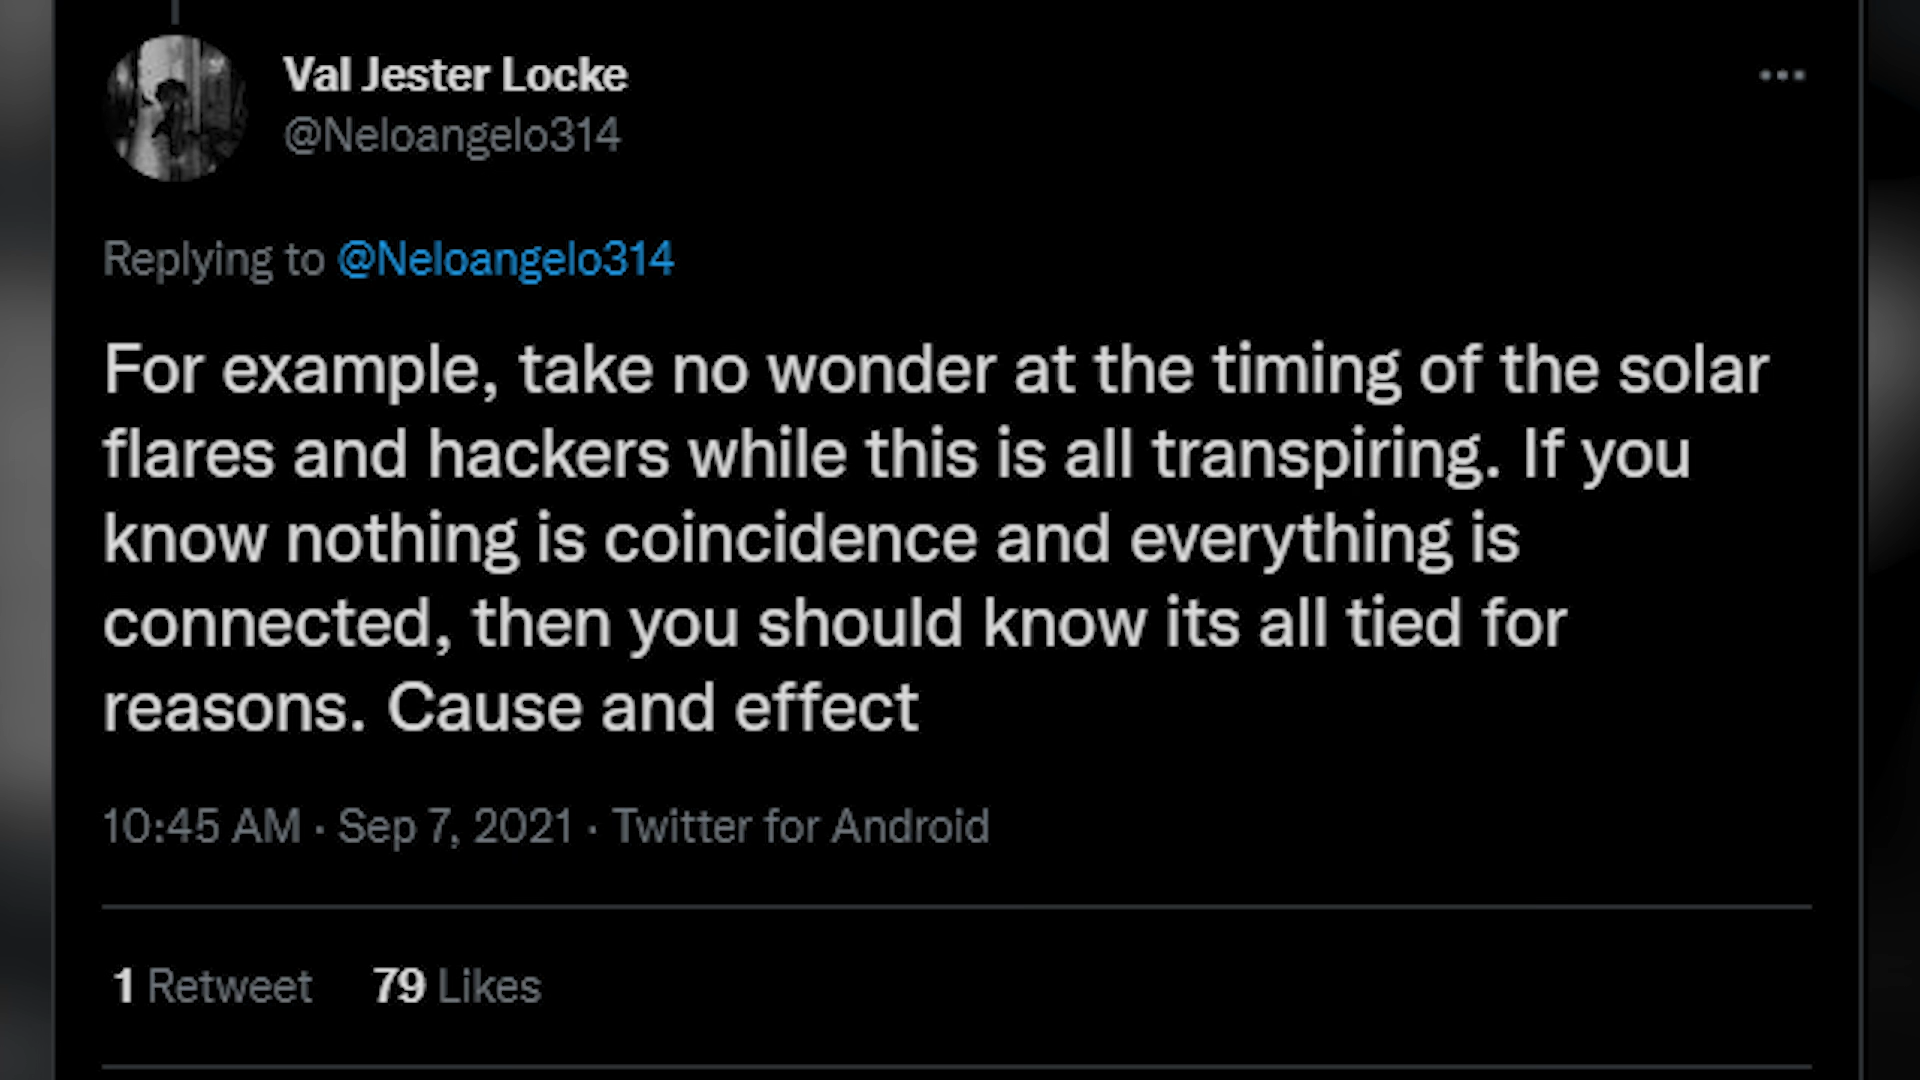 Val Jester Locke
@Neloangelo314
Replying to @Neloangelo314
For example, take no wonder at the timing of the solar
flares and hackers while this is all transpiring. If you
know nothing is coincidence and everything is
connected, then you should know its all tied for
reasons. Cause and effect
10:45 AM · Sep 7, 2021 · Twitter for Android
1 Retweet 79 Likes